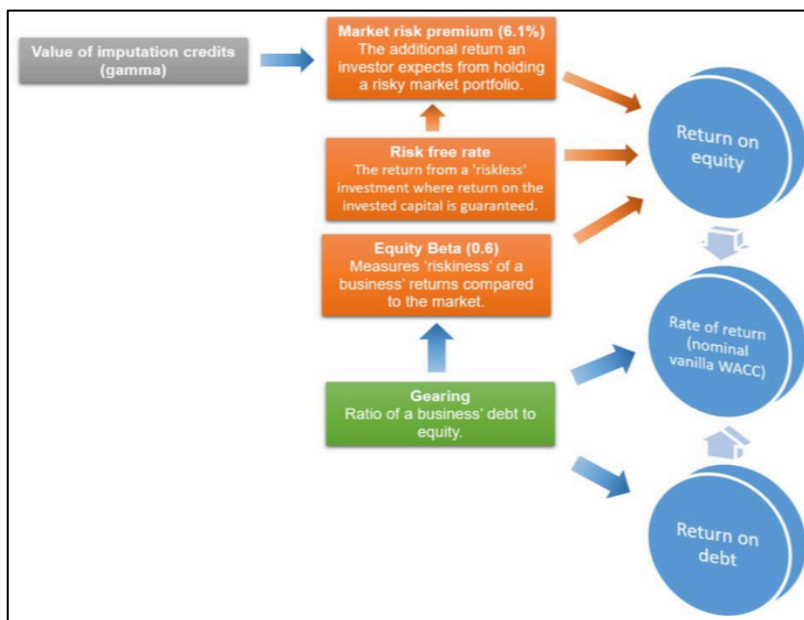 Value of imputation credits
(gamma)
Market risk premium (6.1%)
The additional return an
investor expects from holding
a risky market portfolio.
Risk free rate
The return from a 'riskless'
investment where return on the
invested capital is guaranteed.
Equity Beta (0.6)
Measures 'riskiness' of a
business' returns compared
to the market.
Gearing
Ratio of a business' debt to
equity.
Return on
equity
Rate of return
(nominal
vanilla WACC)
Return on
debt